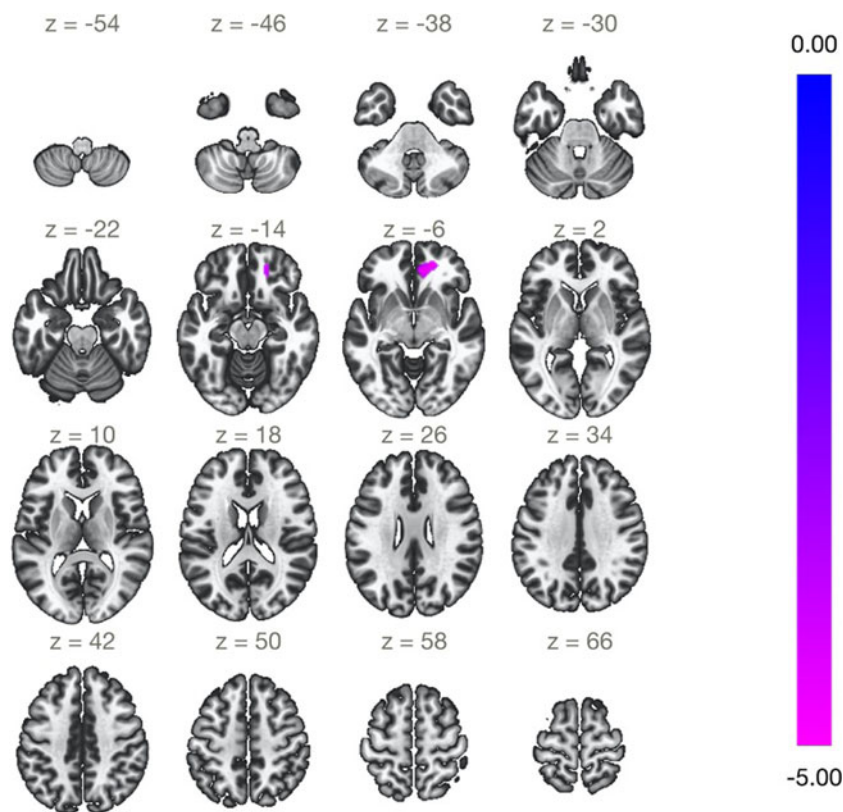 z = -54 z = -46 z = -38 z = -30
z = -22 z = -14 z = -6 z = 2
z = 10 z = 18 z = 26 z = 34
z = 42 z = 50 z = 58 z = 66
0.00
-5.00